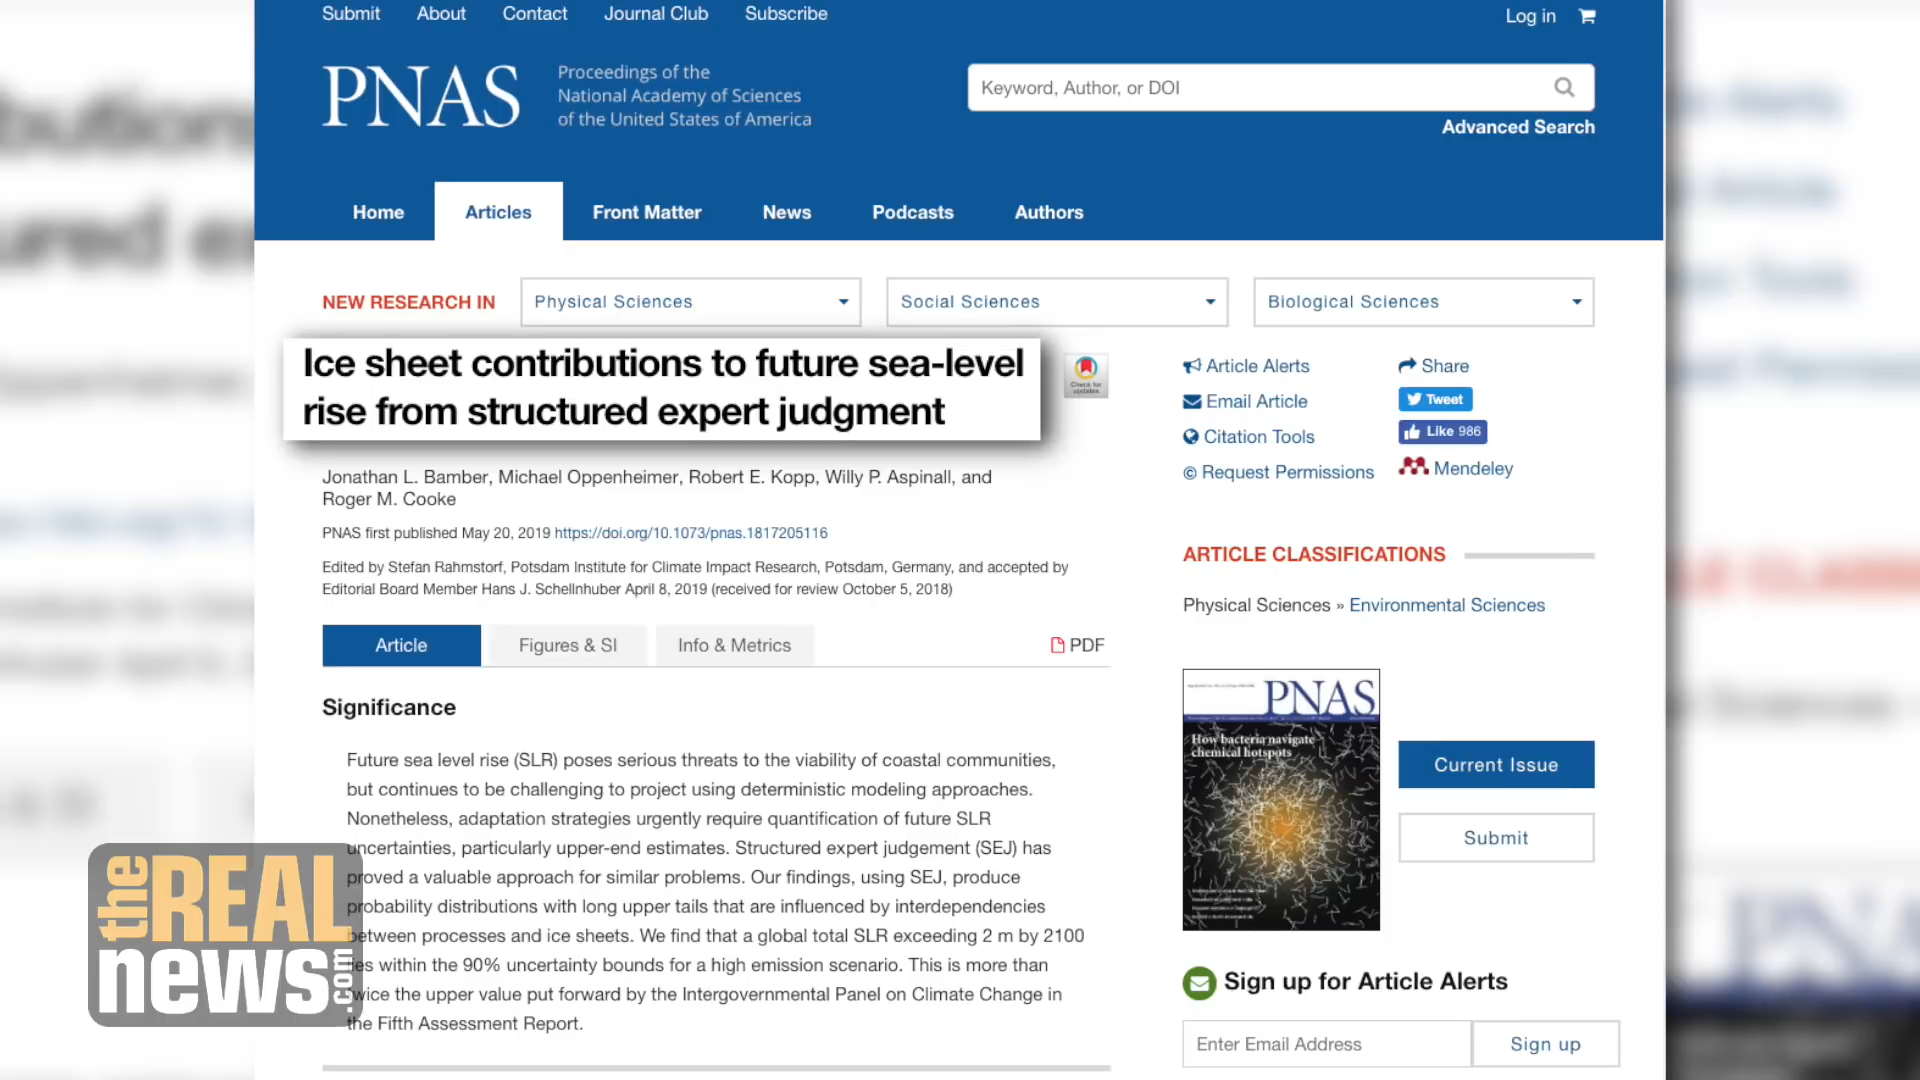 Submit About Contact Journal Club Subscribe
Log in
PNAS
Proceedings of the
National Academy of Sciences
of the United States of America
Keyword, Author, or DOI
Advanced Search
Home Articles Front Matter News Podcasts Authors
NEW RESEARCH IN Physical Sciences Social Sciences Biological Sciences
Ice sheet contributions to future sea-level
rise from structured expert judgment
Check for
updates
Jonathan L. Bamber, Michael Oppenheimer, Robert E. Kopp, Willy P. Aspinall, and
Roger M. Cooke
PNAS first published May 20, 2019 https://doi.org/10.1073/pnas.1817205116
Edited by Stefan Rahmstorf, Potsdam Institute for Climate Impact Research, Potsdam, Germany, and accepted by
Editorial Board Member Hans J. Schellnhuber April 8, 2019 (received for review October 5, 2018)
Article Figures & SI Info & Metrics PDF
Significance
Future sea level rise (SLR) poses serious threats to the viability of coastal communities,
but continues to be challenging to project using deterministic modeling approaches.
Nonetheless, adaptation strategies urgently require quantification of future SLR
uncertainties, particularly upper-end estimates. Structured expert judgement (SEJ) has
proved a valuable approach for similar problems. Our findings, using SEJ, produce
probability distributions with long upper tails that are influenced by interdependencies
between processes and ice sheets. We find that a global total SLR exceeding 2 m by 2100
lies within the 90% uncertainty bounds for a high emission scenario. This is more than
twice the upper value put forward by the Intergovernmental Panel on Climate Change in
the Fifth Assessment Report.
Article Alerts
Email Article
Citation Tools
© Request Permissions
Share
Tweet
Like 986
Mendeley
ARTICLE CLASSIFICATIONS
Physical Sciences » Environmental Sciences
PNAS
How bacteria navigate
chemical hotspots
Current Issue
Submit
Sign up for Article Alerts
Enter Email Address Sign up
the REAL
news.com